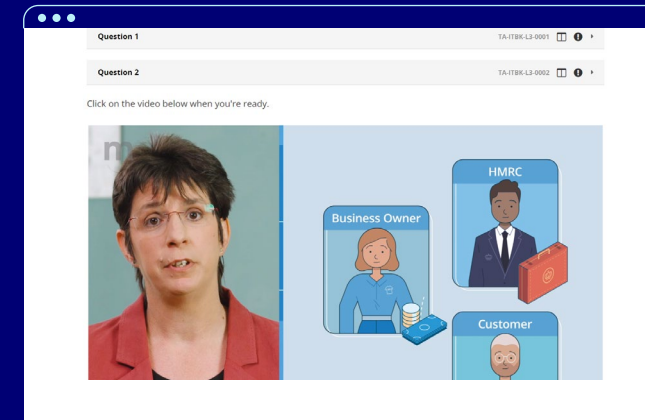 Question 1
TA-ITBK-L3-0001
Question 2
TA-ITBK-L3-0002
Click on the video below when you're ready.
HMRC
Business Owner
Customer